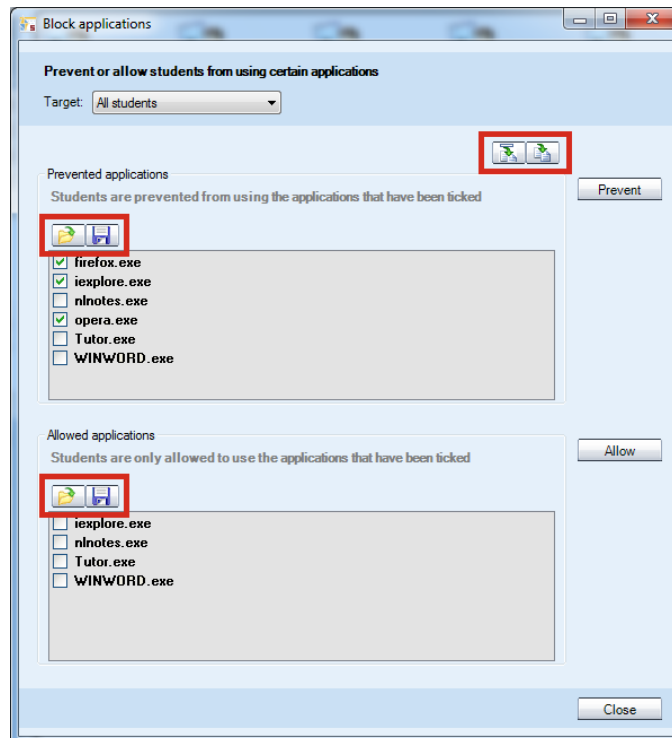 Block applications
Prevent or allow students from using certain applications
Target: All students
Prevented applications
Students are prevented from using the applications that have been ticked
Prevent
firefox.exe
iexplore.exe
nlnotes.exe
opera.exe
Tutor.exe
WINWORD.exe
Allowed applications
Students are only allowed to use the applications that have been ticked
Allow
iexplore.exe
nlnotes.exe
Tutor.exe
WINWORD.exe
Close